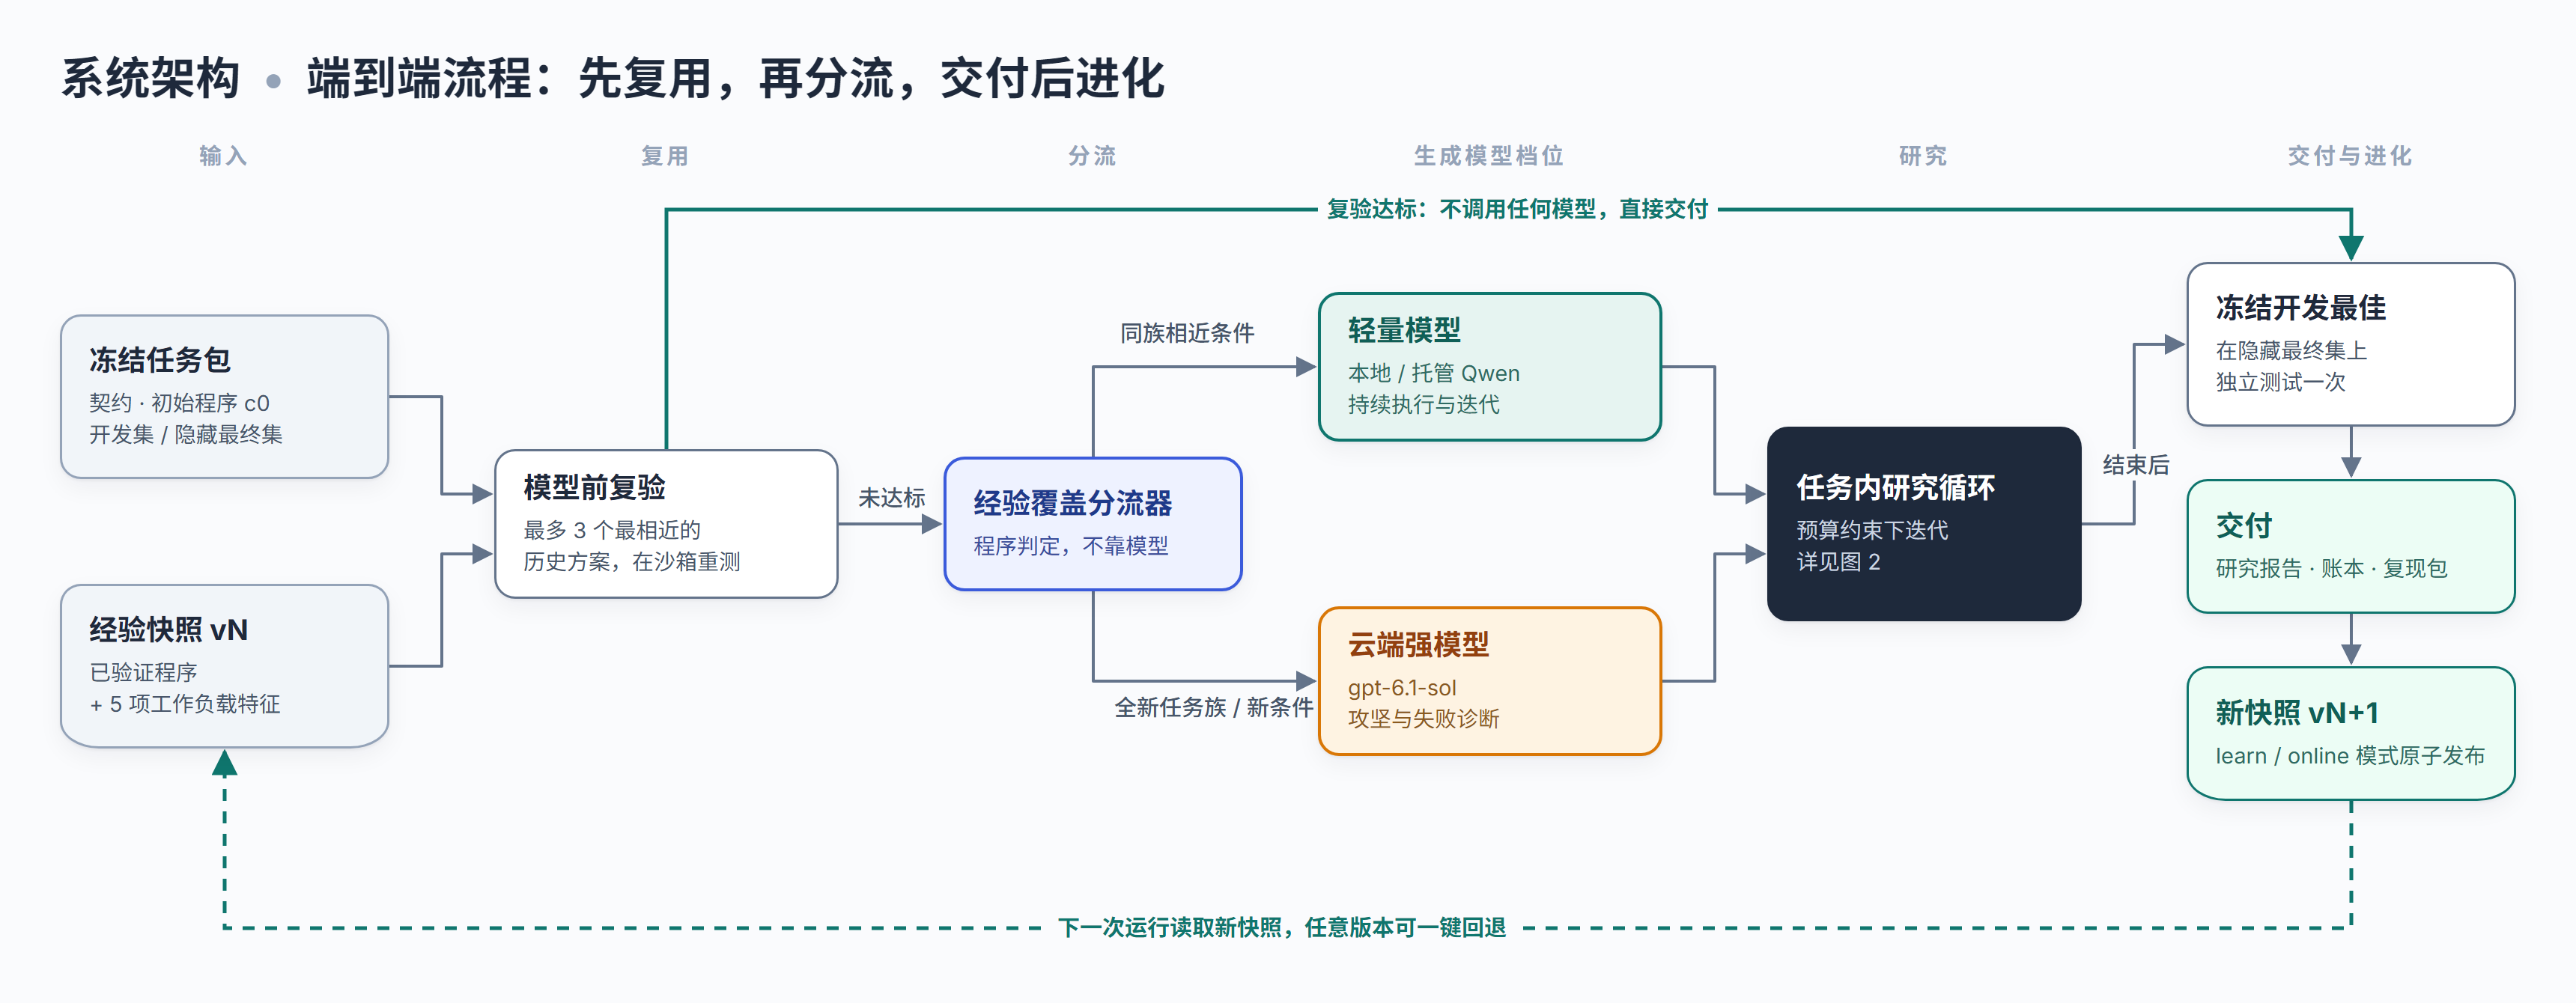 系统架构 • 端到端流程：先复用，再分流，交付后进化
输入
复用
分流
生成模型档位
研究
交付与进化
复验达标：不调用任何模型，直接交付
冻结任务包
契约 · 初始程序 c0
开发集 / 隐藏最终集
经验快照 vN
已验证程序
+ 5 项工作负载特征
模型前复验
最多 3 个最相近的
历史方案，在沙箱重测
未达标
经验覆盖分流器
程序判定，不靠模型
同族相近条件
全新任务族 / 新条件
轻量模型
本地 / 托管 Qwen
持续执行与迭代
云端强模型
gpt-6.1-sol
攻坚与失败诊断
任务内研究循环
预算约束下迭代
详见图 2
结束后
冻结开发最佳
在隐藏最终集上
独立测试一次
交付
研究报告 · 账本 · 复现包
新快照 vN+1
learn / online 模式原子发布
下一次运行读取新快照，任意版本可一键回退